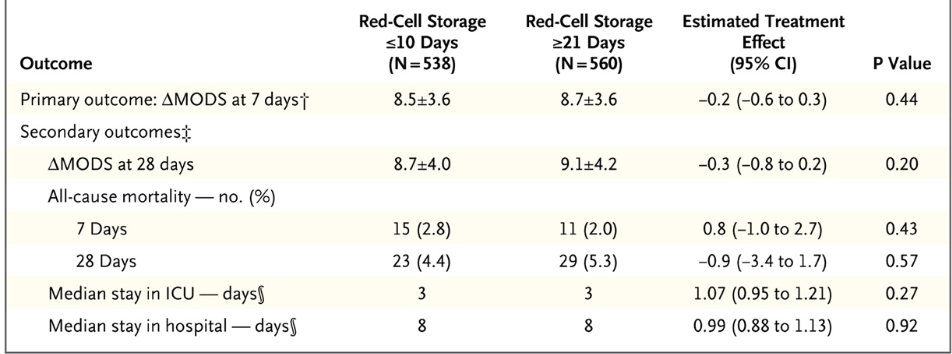 Outcome Red-Cell Storage ≤10 Days (N=538) Red-Cell Storage ≥21 Days (N=560) Estimated Treatment Effect (95% CI) P Value
Primary outcome: ΔMODS at 7 days† 8.5±3.6 8.7±3.6 –0.2 (–0.6 to 0.3) 0.44
Secondary outcomes‡
ΔMODS at 28 days 8.7±4.0 9.1±4.2 –0.3 (–0.8 to 0.2) 0.20
All-cause mortality — no. (%)
7 Days 15 (2.8) 11 (2.0) 0.8 (–1.0 to 2.7) 0.43
28 Days 23 (4.4) 29 (5.3) –0.9 (–3.4 to 1.7) 0.57
Median stay in ICU — days§ 3 3 1.07 (0.95 to 1.21) 0.27
Median stay in hospital — days§ 8 8 0.99 (0.88 to 1.13) 0.92